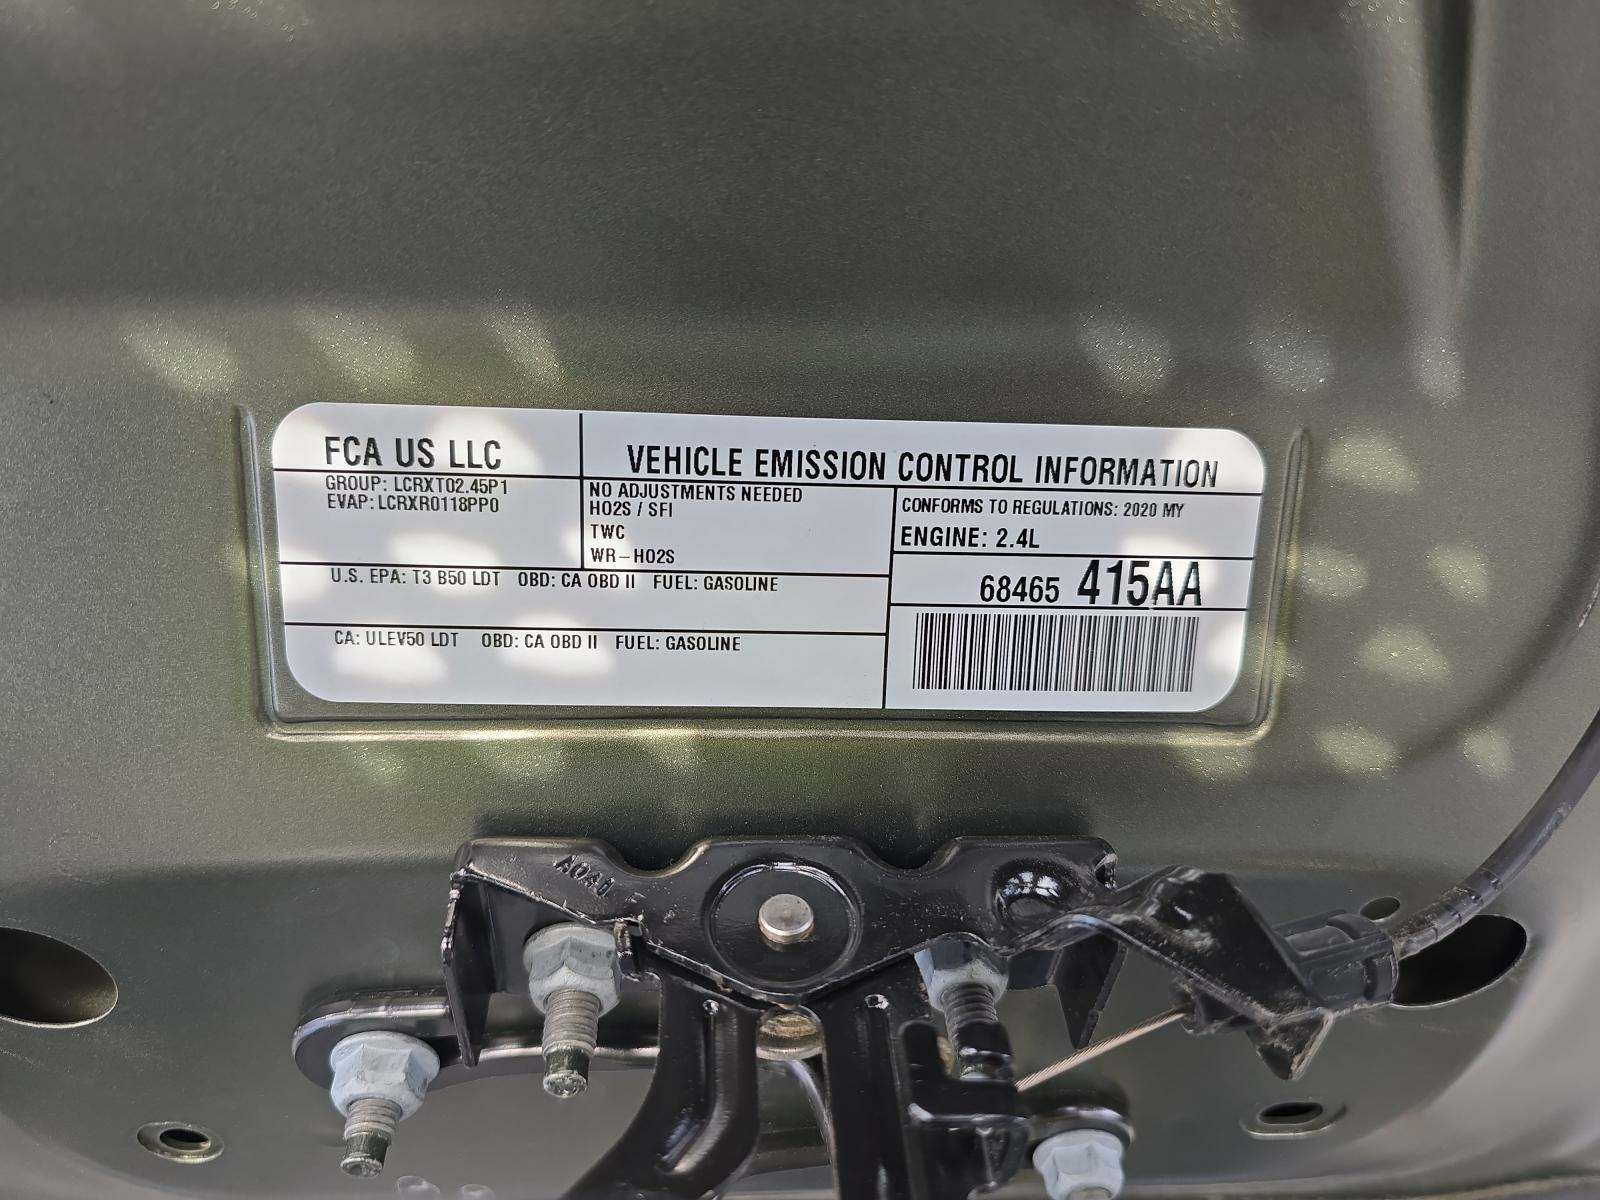 FCA US LLC
VEHICLE EMISSION CONTROL INFORMATION
GROUP: LCRXT02.45P1
EVAP: LCRXR0118PP0
NO ADJUSTMENTS NEEDED
HO2S / SFI
TWC
WR-HO2S
CONFORMS TO REGULATIONS: 2020 MY
ENGINE: 2.4L
68465 415AA
U.S. EPA: T3 B50 LDT OBD: CA OBD II FUEL: GASOLINE
CA: ULEV50 LDT OBD: CA OBD II FUEL: GASOLINE